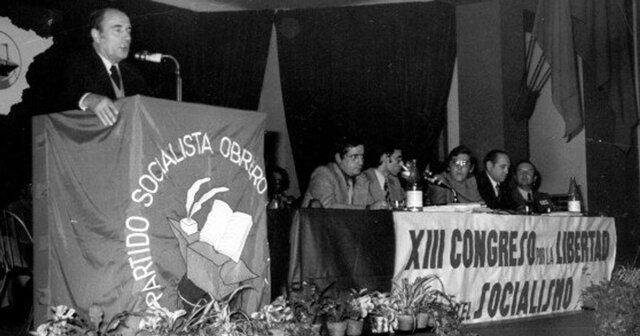 PARTIDO SOCIALISTA OBRERO
XIII CONGRESO POR LA LIBERTAD
Y EL SOCIALISMO